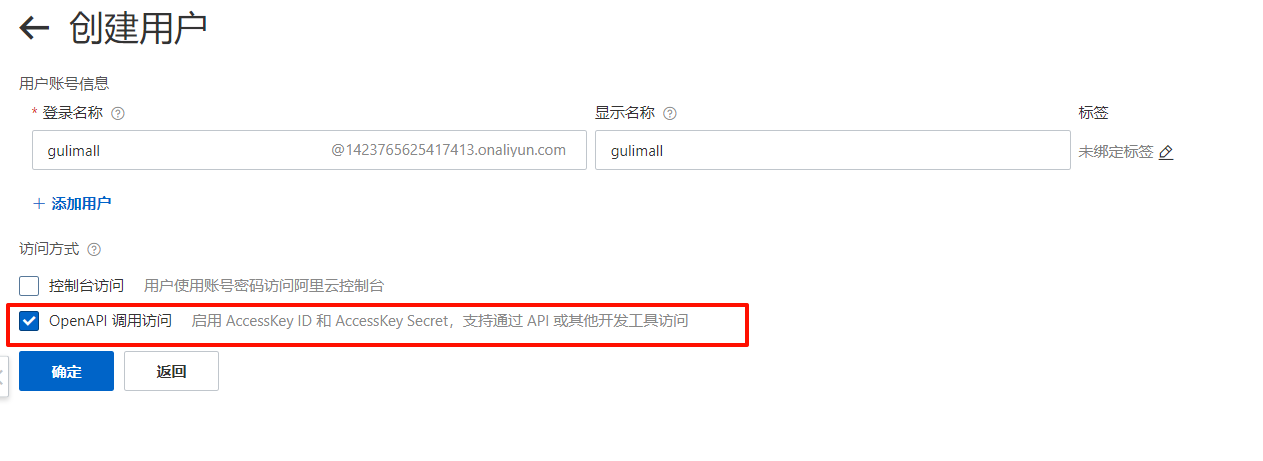 创建用户
用户账号信息
* 登录名称 显示名称 标签
gulimall @1423765625417413.onaliyun.com gulimall 未绑定标签
+ 添加用户
访问方式
控制台访问 用户使用账号密码访问阿里云控制台
OpenAPI 调用访问 启用 AccessKey ID 和 AccessKey Secret，支持通过 API 或其他开发工具访问
确定 返回